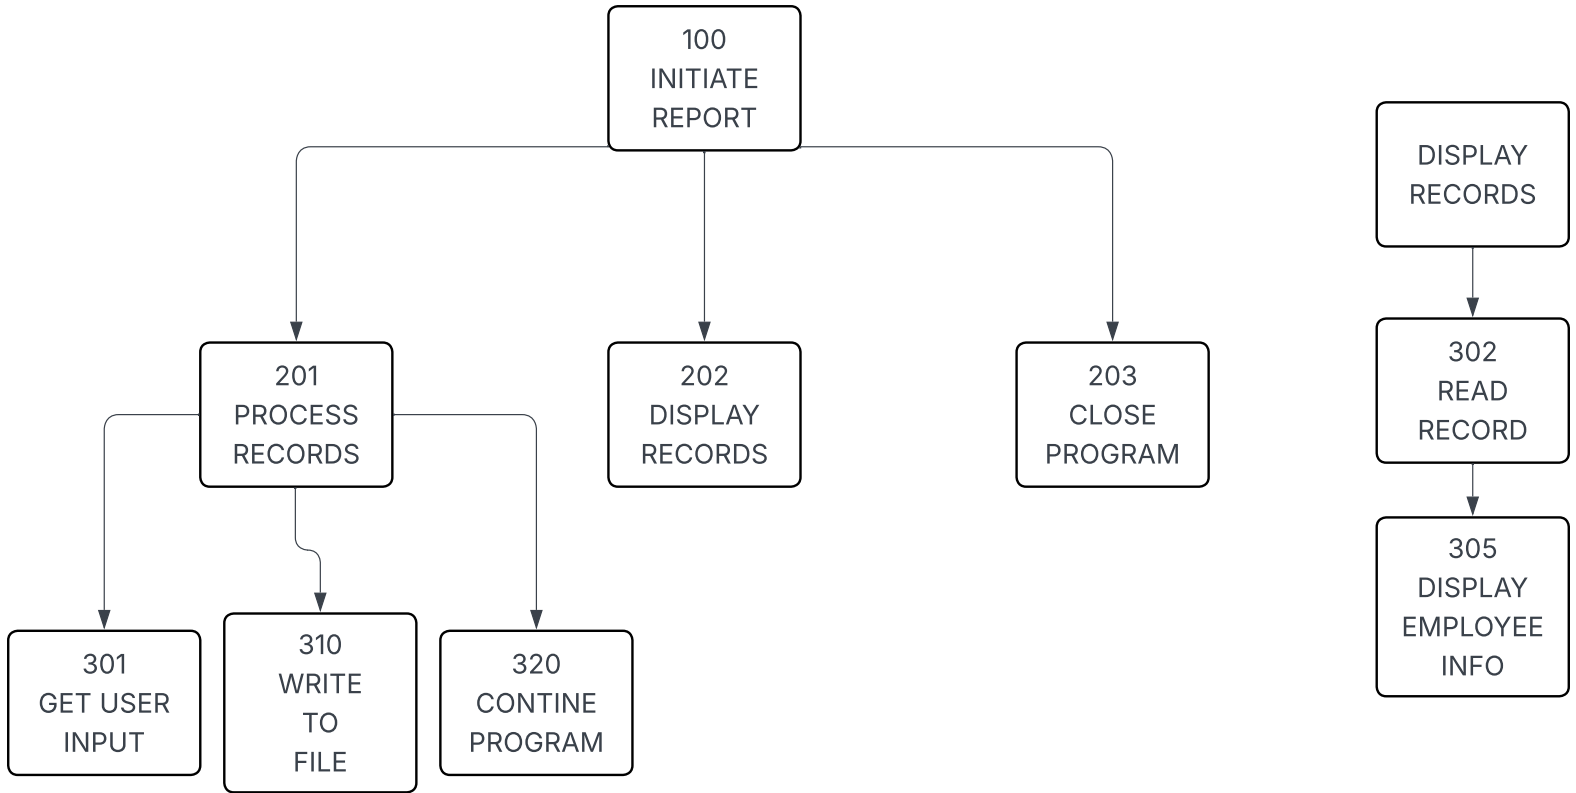 100
INITIATE
REPORT
DISPLAY
RECORDS
201
PROCESS
RECORDS
202
DISPLAY
RECORDS
203
CLOSE
PROGRAM
302
READ
RECORD
301
GET USER
INPUT
310
WRITE
TO
FILE
320
CONTINE
PROGRAM
305
DISPLAY
EMPLOYEE
INFO